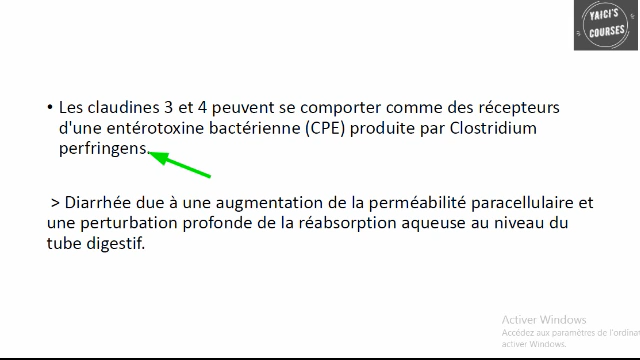 YAICI'S
COURSES
• Les claudines 3 et 4 peuvent se comporter comme des récepteurs
d'une entérotoxine bactérienne (CPE) produite par Clostridium
perfringens.
> Diarrhée due à une augmentation de la perméabilité paracellulaire et
une perturbation profonde de la réabsorption aqueuse au niveau du
tube digestif.
Activer Windows
Accédez aux paramètres de l'ordina
activer Windows.